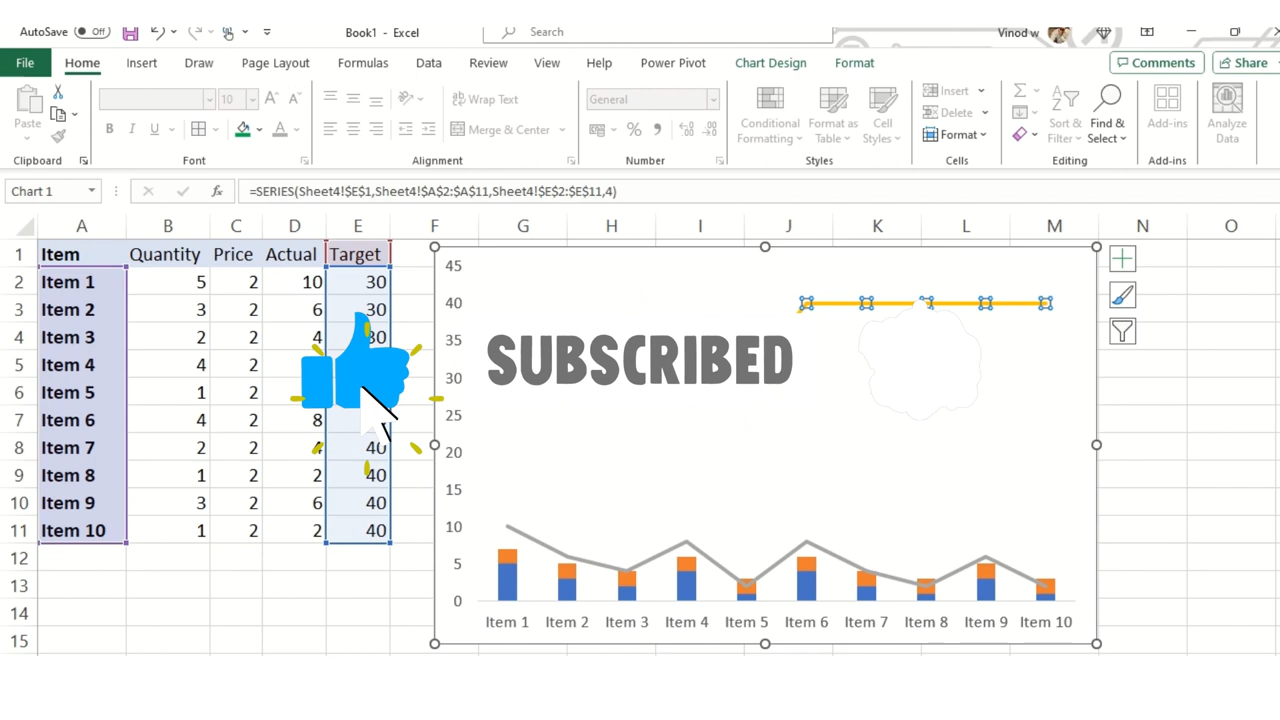 AutoSave Off Book1 - Excel Search Vinod w
File Home Insert Draw Page Layout Formulas Data Review View Help Power Pivot Chart Design Format Comments Share
Paste 10 A A Wrap Text General Conditional Formatting Format as Table Cell Styles Insert Delete Format Sort & Filter Find & Select Add-ins Analyze Data
B I U A Merge & Center % 9
Clipboard Font Alignment Number Styles Cells Editing Add-ins
Chart 1 fx =SERIES(Sheet4!$E$1,Sheet4!$A$2:$A$11,Sheet4!$E$2:$E$11,4)
A B C D E F G H I J K L M N O
1 Item Quantity Price Actual Target
2 Item 1 5 2 10 30
3 Item 2 3 2 6 30
4 Item 3 2 2 4 30
5 Item 4 4 2
6 Item 5 1 2
7 Item 6 4 2 8
8 Item 7 2 2 4 40
9 Item 8 1 2 2 40
10 Item 9 3 2 6 40
11 Item 10 1 2 2 40
12
13
14
15
45
40
35
30
25
20
15
10
5
0
Item 1 Item 2 Item 3 Item 4 Item 5 Item 6 Item 7 Item 8 Item 9 Item 10
SUBSCRIBED